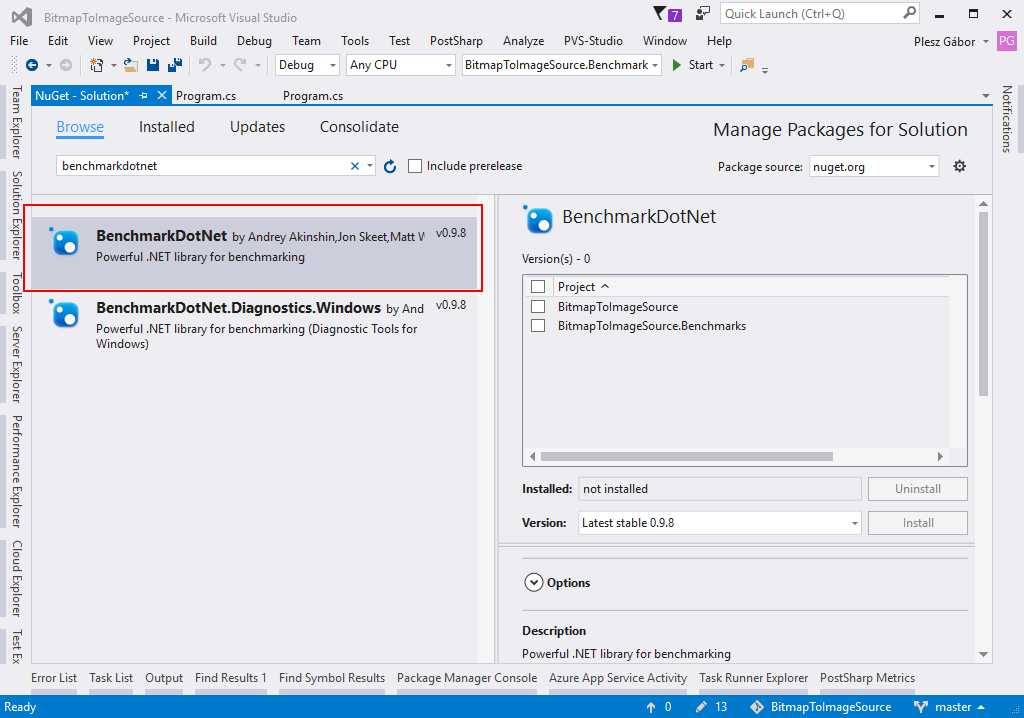 BitmapToImageSource - Microsoft Visual Studio
7
Quick Launch (Ctrl+Q)
File Edit View Project Build Debug Team Tools Test PostSharp Analyze PVS-Studio Window Help
Plesz Gábor
PG
Debug
Any CPU
BitmapToImageSource.Benchmark
Start
Team Explorer
Solution Explorer
Toolbox
Server Explorer
Performance Explorer
Cloud Explorer
Test Ex
NuGet - Solution*
Program.cs
Program.cs
Notifications
Browse Installed Updates Consolidate
Manage Packages for Solution
benchmarkdotnet
Include prerelease
Package source: nuget.org
BenchmarkDotNet by Andrey Akinshin,Jon Skeet,Matt W
v0.9.8
Powerful .NET library for benchmarking
BenchmarkDotNet.Diagnostics.Windows by And
v0.9.8
Powerful .NET library for benchmarking (Diagnostic Tools for
Windows)
BenchmarkDotNet
Version(s) - 0
Project
BitmapToImageSource
BitmapToImageSource.Benchmarks
Installed: not installed Uninstall
Version: Latest stable 0.9.8 Install
Options
Description
Powerful .NET library for benchmarking
Error List Task List Output Find Results 1 Find Symbol Results Package Manager Console Azure App Service Activity Task Runner Explorer PostSharp Metrics
Ready
0
13
BitmapToImageSource
master